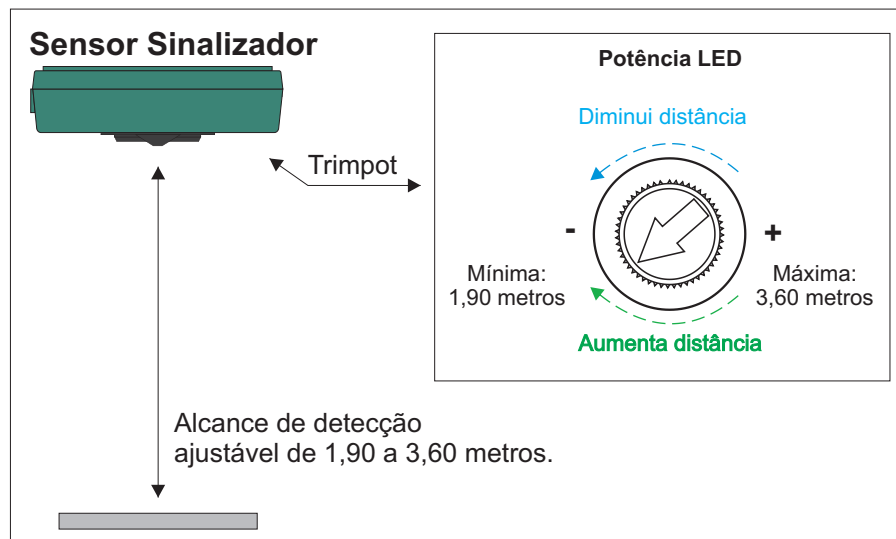 Sensor Sinalizador
Trimpot
Alcance de detecção
ajustável de 1,90 a 3,60 metros.
Potência LED
Diminui distância
-
+
Mínima:
1,90 metros
Máxima:
3,60 metros
Aumenta distância